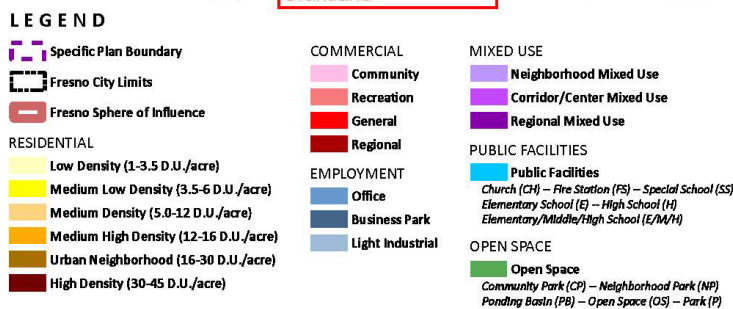 LEGEND
Specific Plan Boundary
Fresno City Limits
Fresno Sphere of Influence
RESIDENTIAL
Low Density (1-3.5 D.U./acre)
Medium Low Density (3.5-6 D.U./acre)
Medium Density (5.0-12 D.U./acre)
Medium High Density (12-16 D.U./acre)
Urban Neighborhood (16-30 D.U./acre)
High Density (30-45 D.U./acre)
COMMERCIAL
Community
Recreation
General
Regional
EMPLOYMENT
Office
Business Park
Light Industrial
MIXED USE
Neighborhood Mixed Use
Corridor/Center Mixed Use
Regional Mixed Use
PUBLIC FACILITIES
Public Facilities
Church (CH) -- Fire Station (FS) -- Special School (SS)
Elementary School (E) -- High School (H)
Elementary/Middle/High School (E/M/H)
OPEN SPACE
Open Space
Community Park (CP) -- Neighborhood Park (NP)
Ponding Basin (PB) -- Open Space (OS) -- Park (P)